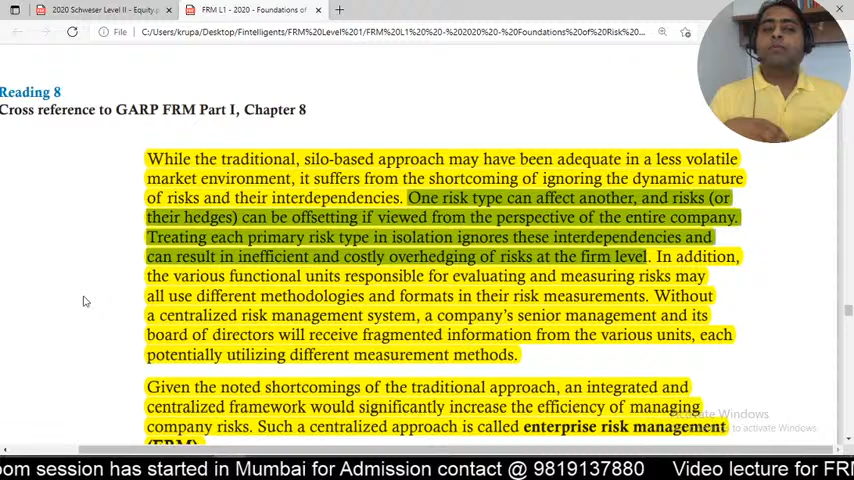 2020 Schweser Level II - Equity.p
FRM L1 - 2020 - Foundations of
File
C:/Users/krupa/Desktop/Fintelligents/FRM%20Level%201/FRM%20L1%20%20-%202020%20-%20Foundations%20of%20Risk%20...
Reading 8
Cross reference to GARP FRM Part I, Chapter 8
While the traditional, silo-based approach may have been adequate in a less volatile
market environment, it suffers from the shortcoming of ignoring the dynamic nature
of risks and their interdependencies. One risk type can affect another, and risks (or
their hedges) can be offsetting if viewed from the perspective of the entire company.
Treating each primary risk type in isolation ignores these interdependencies and
can result in inefficient and costly overhedging of risks at the firm level. In addition,
the various functional units responsible for evaluating and measuring risks may
all use different methodologies and formats in their risk measurements. Without
a centralized risk management system, a company's senior management and its
board of directors will receive fragmented information from the various units, each
potentially utilizing different measurement methods.
Given the noted shortcomings of the traditional approach, an integrated and
centralized framework would significantly increase the efficiency of managing
company risks. Such a centralized approach is called enterprise risk management
(ERM)
Activate Windows
to activate Windows.
oom session has started in Mumbai for Admission contact @ 9819137880 Video lecture for FRM